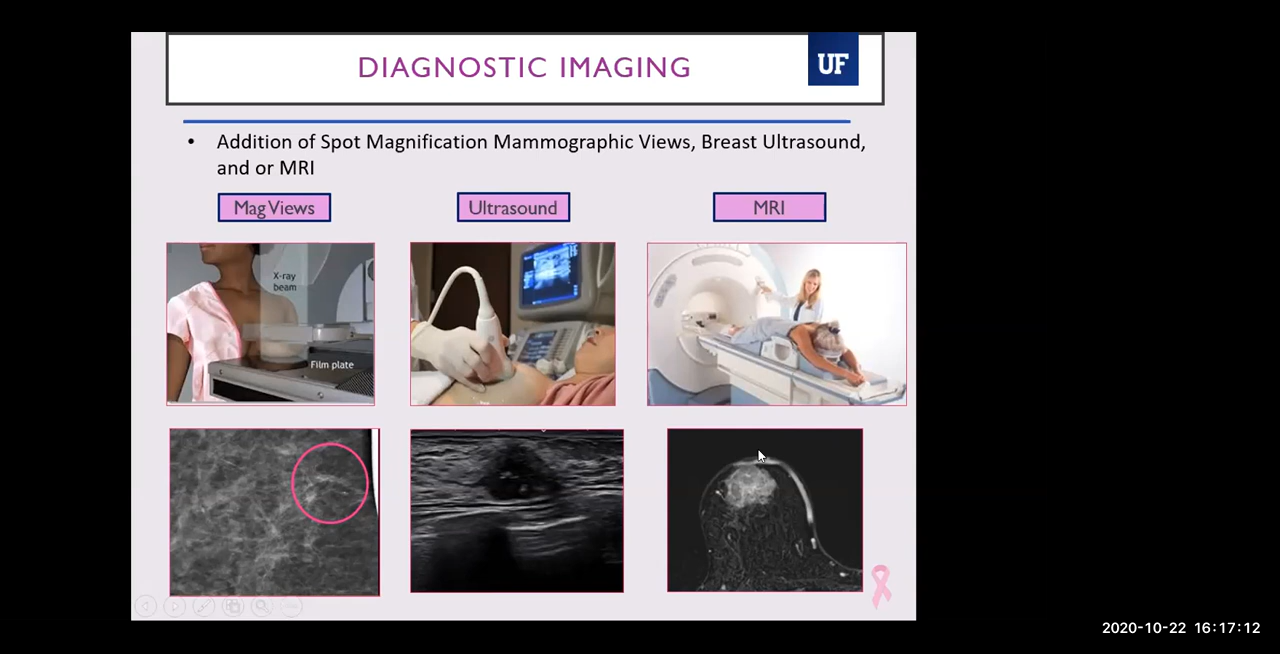 DIAGNOSTIC IMAGING
UF
• Addition of Spot Magnification Mammographic Views, Breast Ultrasound,
and or MRI
Mag Views
Ultrasound
MRI
X-ray
beam
Film plate
2020-10-22 16:17:12